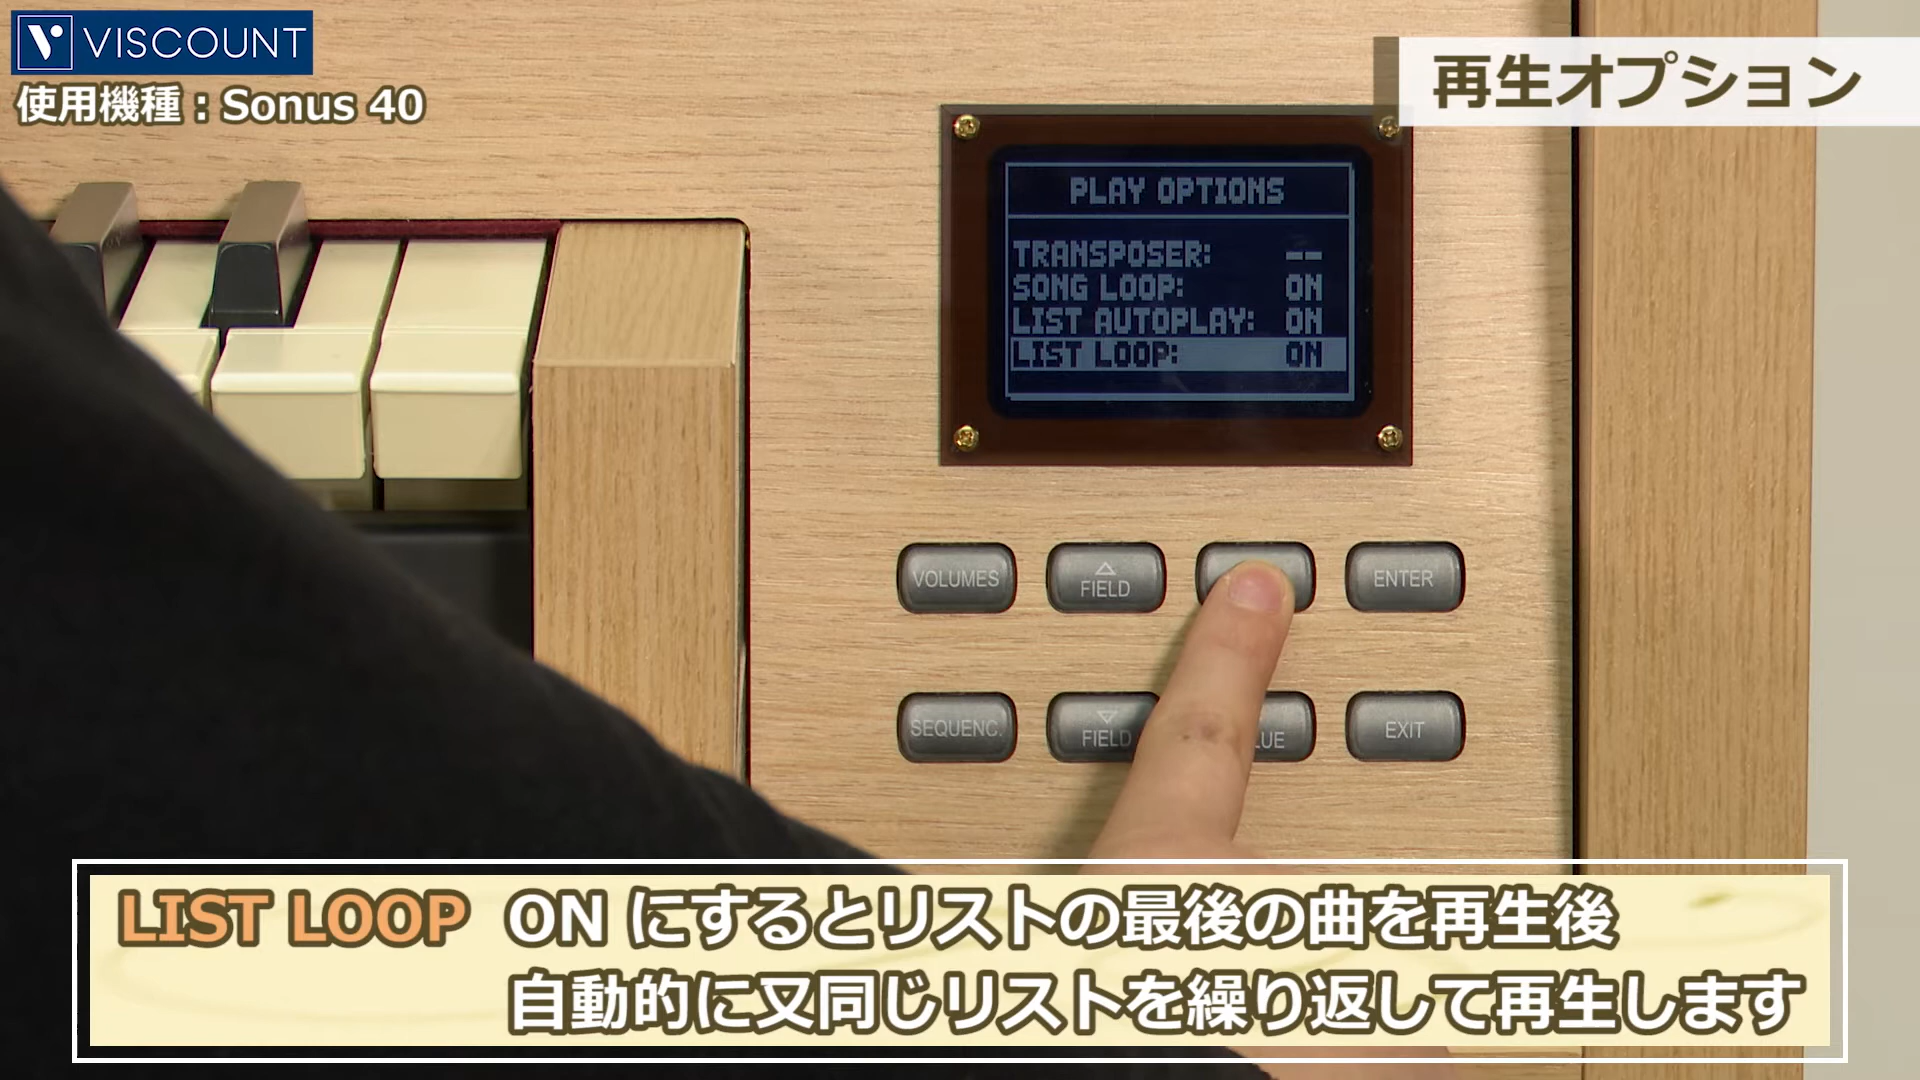 VISCOUNT
使用機種：Sonus 40
再生オプション
PLAY OPTIONS
TRANSPOSER: --
SONG LOOP: ON
LIST AUTOPLAY: ON
LIST LOOP: ON
VOLUMES
FIELD
ENTER
SEQUENC.
FIELD
EXIT
LIST LOOP ON にするとリストの最後の曲を再生後
自動的に又同じリストを繰り返して再生します